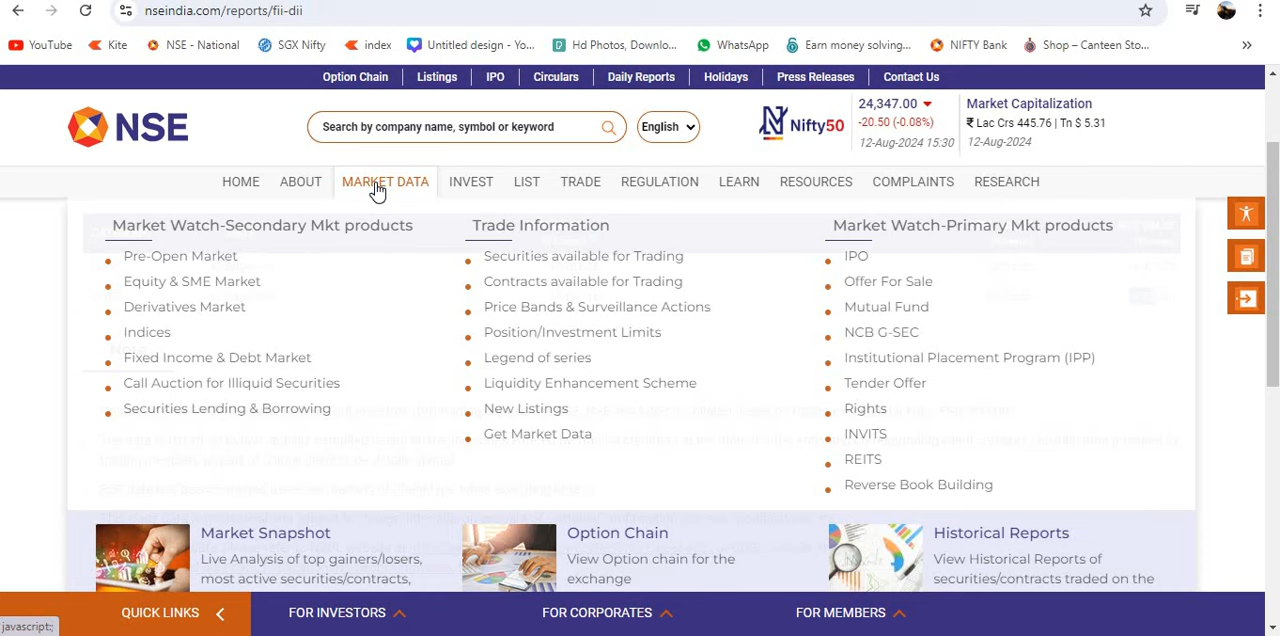 nseindia.com/reports/fii-dii
YouTube Kite NSE - National SGX Nifty index Untitled design - Yo... Hd Photos, Downlo... WhatsApp Earn money solving... NIFTY Bank Shop – Canteen Sto... »
Option Chain Listings IPO Circulars Daily Reports Holidays Press Releases Contact Us
NSE
Search by company name, symbol or keyword
English
Nifty50
24,347.00
-20.50 (-0.08%)
12-Aug-2024 15:30
Market Capitalization
₹ Lac Crs 445.76 | Tn $ 5.31
12-Aug-2024
HOME ABOUT MARKET DATA INVEST LIST TRADE REGULATION LEARN RESOURCES COMPLAINTS RESEARCH
Market Watch-Secondary Mkt products
Pre-Open Market
Equity & SME Market
Derivatives Market
Indices
Fixed Income & Debt Market
Call Auction for Illiquid Securities
Securities Lending & Borrowing
Trade Information
Securities available for Trading
Contracts available for Trading
Price Bands & Surveillance Actions
Position/Investment Limits
Legend of series
Liquidity Enhancement Scheme
New Listings
Get Market Data
Market Watch-Primary Mkt products
IPO
Offer For Sale
Mutual Fund
NCB G-SEC
Institutional Placement Program (IPP)
Tender Offer
Rights
INVITS
REITS
Reverse Book Building
Market Snapshot
Live Analysis of top gainers/losers,
most active securities/contracts,
Option Chain
View Option chain for the
exchange
Historical Reports
View Historical Reports of
securities/contracts traded on the
QUICK LINKS FOR INVESTORS FOR CORPORATES FOR MEMBERS
javascript:;